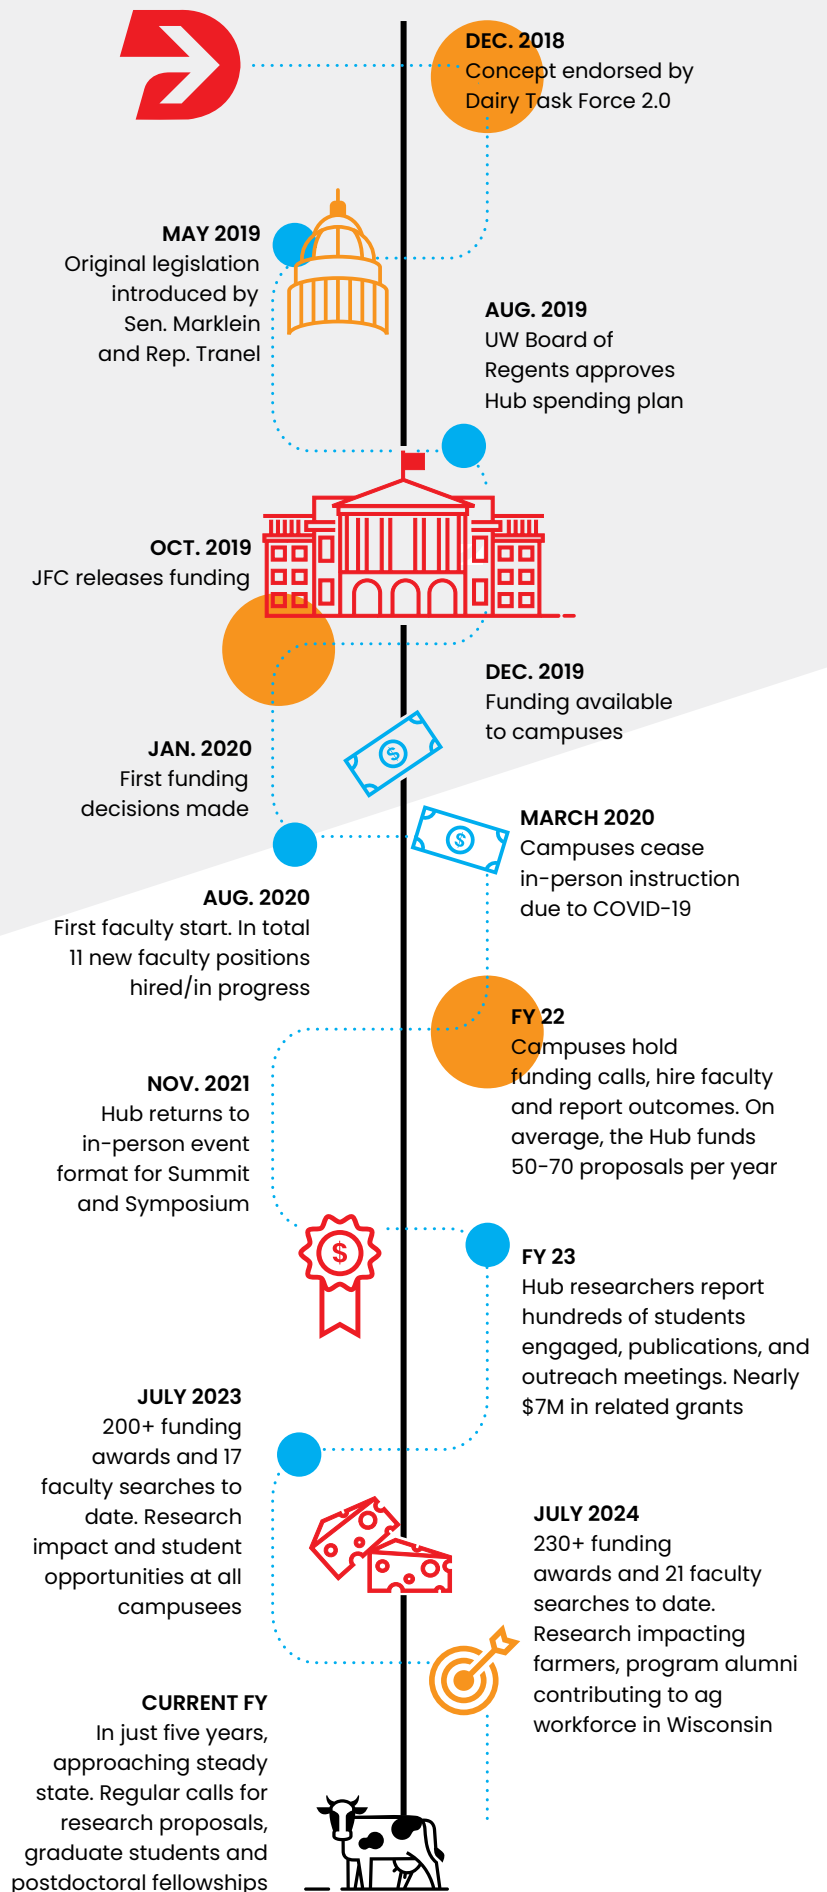 DEC. 2018
Concept endorsed by
Dairy Task Force 2.0
MAY 2019
Original legislation
introduced by
Sen. Marklein
and Rep. Tranel
AUG. 2019
UW Board of
Regents approves
Hub spending plan
OCT. 2019
JFC releases funding
DEC. 2019
Funding available
to campuses
JAN. 2020
First funding
decisions made
$
MARCH 2020
Campuses cease
in-person instruction
due to COVID-19
$
AUG. 2020
First faculty start. In total
11 new faculty positions
hired/in progress
FY 22
Campuses hold
funding calls, hire faculty
and report outcomes. On
average, the Hub funds
50-70 proposals per year
NOV. 2021
Hub returns to
in-person event
format for Summit
and Symposium
$
FY 23
Hub researchers report
hundreds of students
engaged, publications, and
outreach meetings. Nearly
$7M in related grants
JULY 2023
200+ funding
awards and 17
faculty searches to
date. Research
impact and student
opportunities at all
campusees
JULY 2024
230+ funding
awards and 21 faculty
searches to date.
Research impacting
farmers, program alumni
contributing to ag
workforce in Wisconsin
CURRENT FY
In just five years,
approaching steady
state. Regular calls for
research proposals,
graduate students and
postdoctoral fellowships